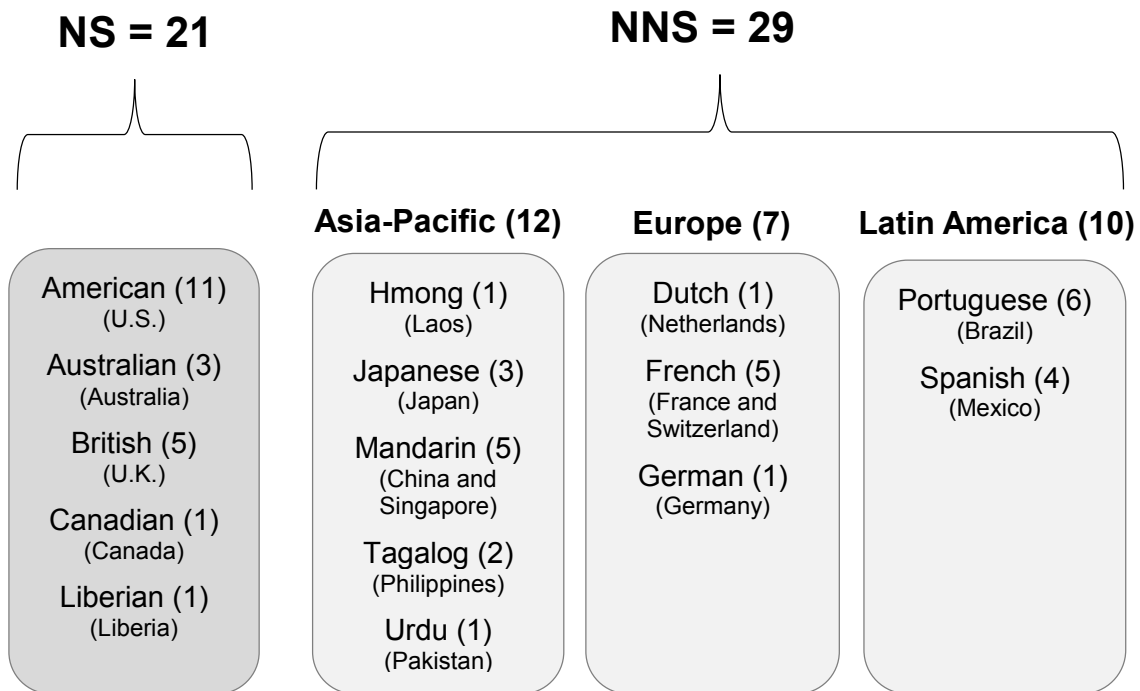 NS = 21
NNS = 29
American (11)
(U.S.)
Australian (3)
(Australia)
British (5)
(U.K.)
Canadian (1)
(Canada)
Liberian (1)
(Liberia)
Asia-Pacific (12)
Hmong (1)
(Laos)
Japanese (3)
(Japan)
Mandarin (5)
(China and
Singapore)
Tagalog (2)
(Philippines)
Urdu (1)
(Pakistan)
Europe (7)
Dutch (1)
(Netherlands)
French (5)
(France and
Switzerland)
German (1)
(Germany)
Latin America (10)
Portuguese (6)
(Brazil)
Spanish (4)
(Mexico)